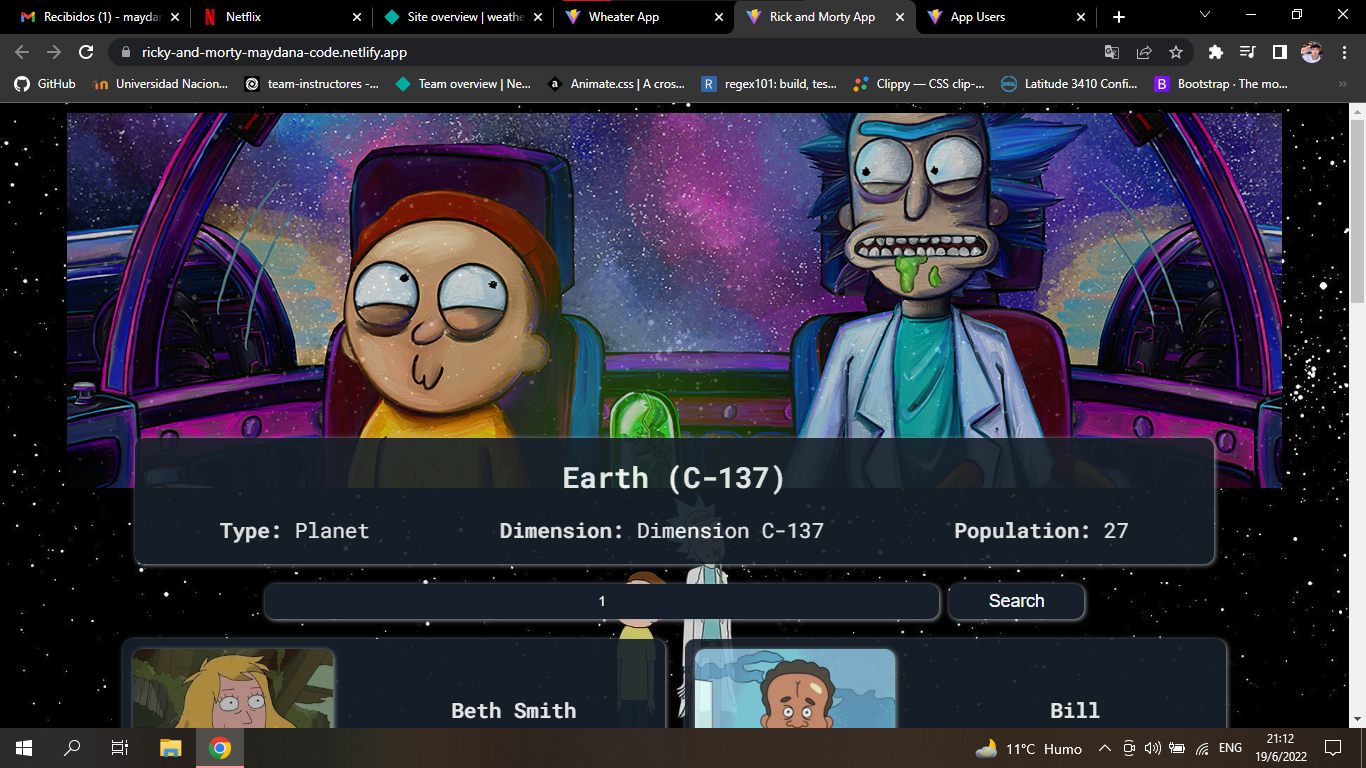 Recibidos (1) - maydar
Netflix
Site overview | weathe
Wheater App
Rick and Morty App
App Users
ricky-and-morty-maydana-code.netlify.app
GitHub
Universidad Nacion...
team-instructores -...
Team overview | Ne...
Animate.css | A cros...
regex101: build, tes...
Clippy — CSS clip-...
Latitude 3410 Confi...
Bootstrap · The mo...
Earth (C-137)
Type: Planet
Dimension: Dimension C-137
Population: 27
1
Search
Beth Smith
Bill
11°C Humo
ENG
21:12
19/6/2022